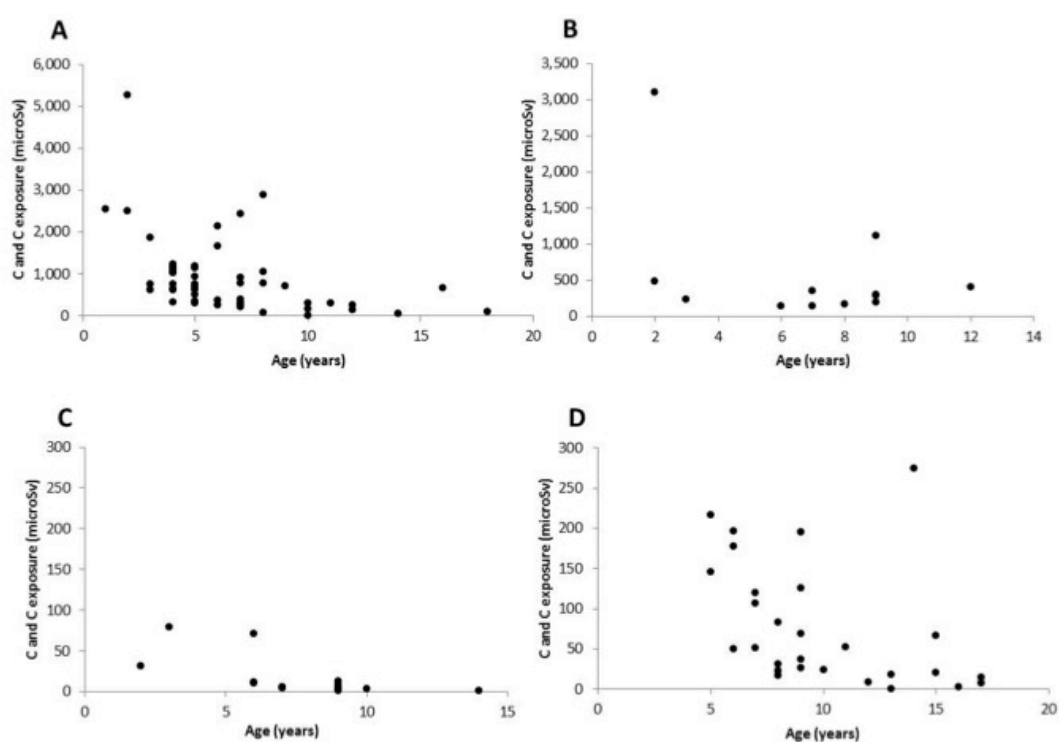 A
C and C exposure (microSv)
6,000
5,000
4,000
3,000
2,000
1,000
0
0 5 10 15 20
Age (years)
B
C and C exposure (microSv)
3,500
3,000
2,500
2,000
1,500
1,000
500
0
0 2 4 6 8 10 12 14
Age (years)
C
C and C exposure (microSv)
300
250
200
150
100
50
0
0 5 10 15
Age (years)
D
C and C exposure (microSv)
300
250
200
150
100
50
0
0 5 10 15 20
Age (years)